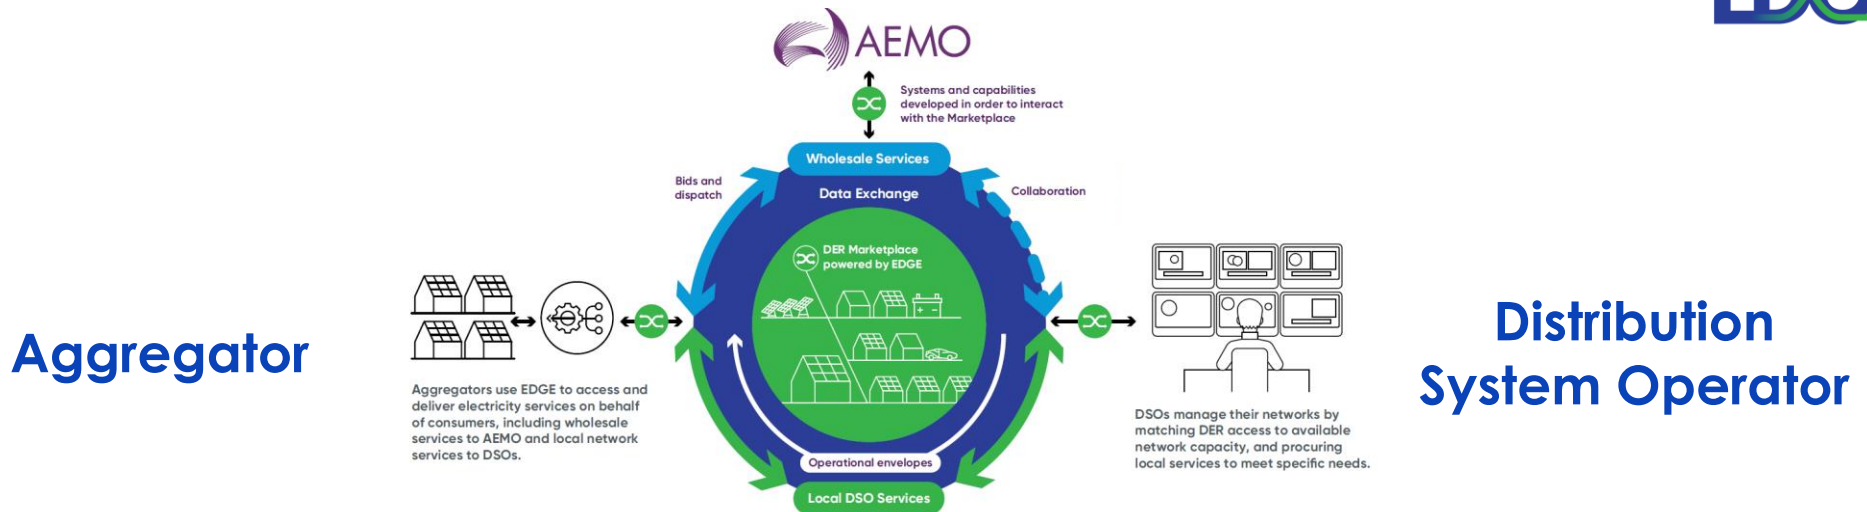 EDGE
AEMO
Systems and capabilities
developed in order to interact
with the Marketplace
Wholesale Services
Bids and
dispatch
Data Exchange
Collaboration
DER Marketplace
powered by EDGE
Aggregator
Aggregators use EDGE to access and
deliver electricity services on behalf
of consumers, including wholesale
services to AEMO and local network
services to DSOs.
Distribution
System Operator
DSOs manage their networks by
matching DER access to available
network capacity, and procuring
local services to meet specific needs.
Operational envelopes
Local DSO Services